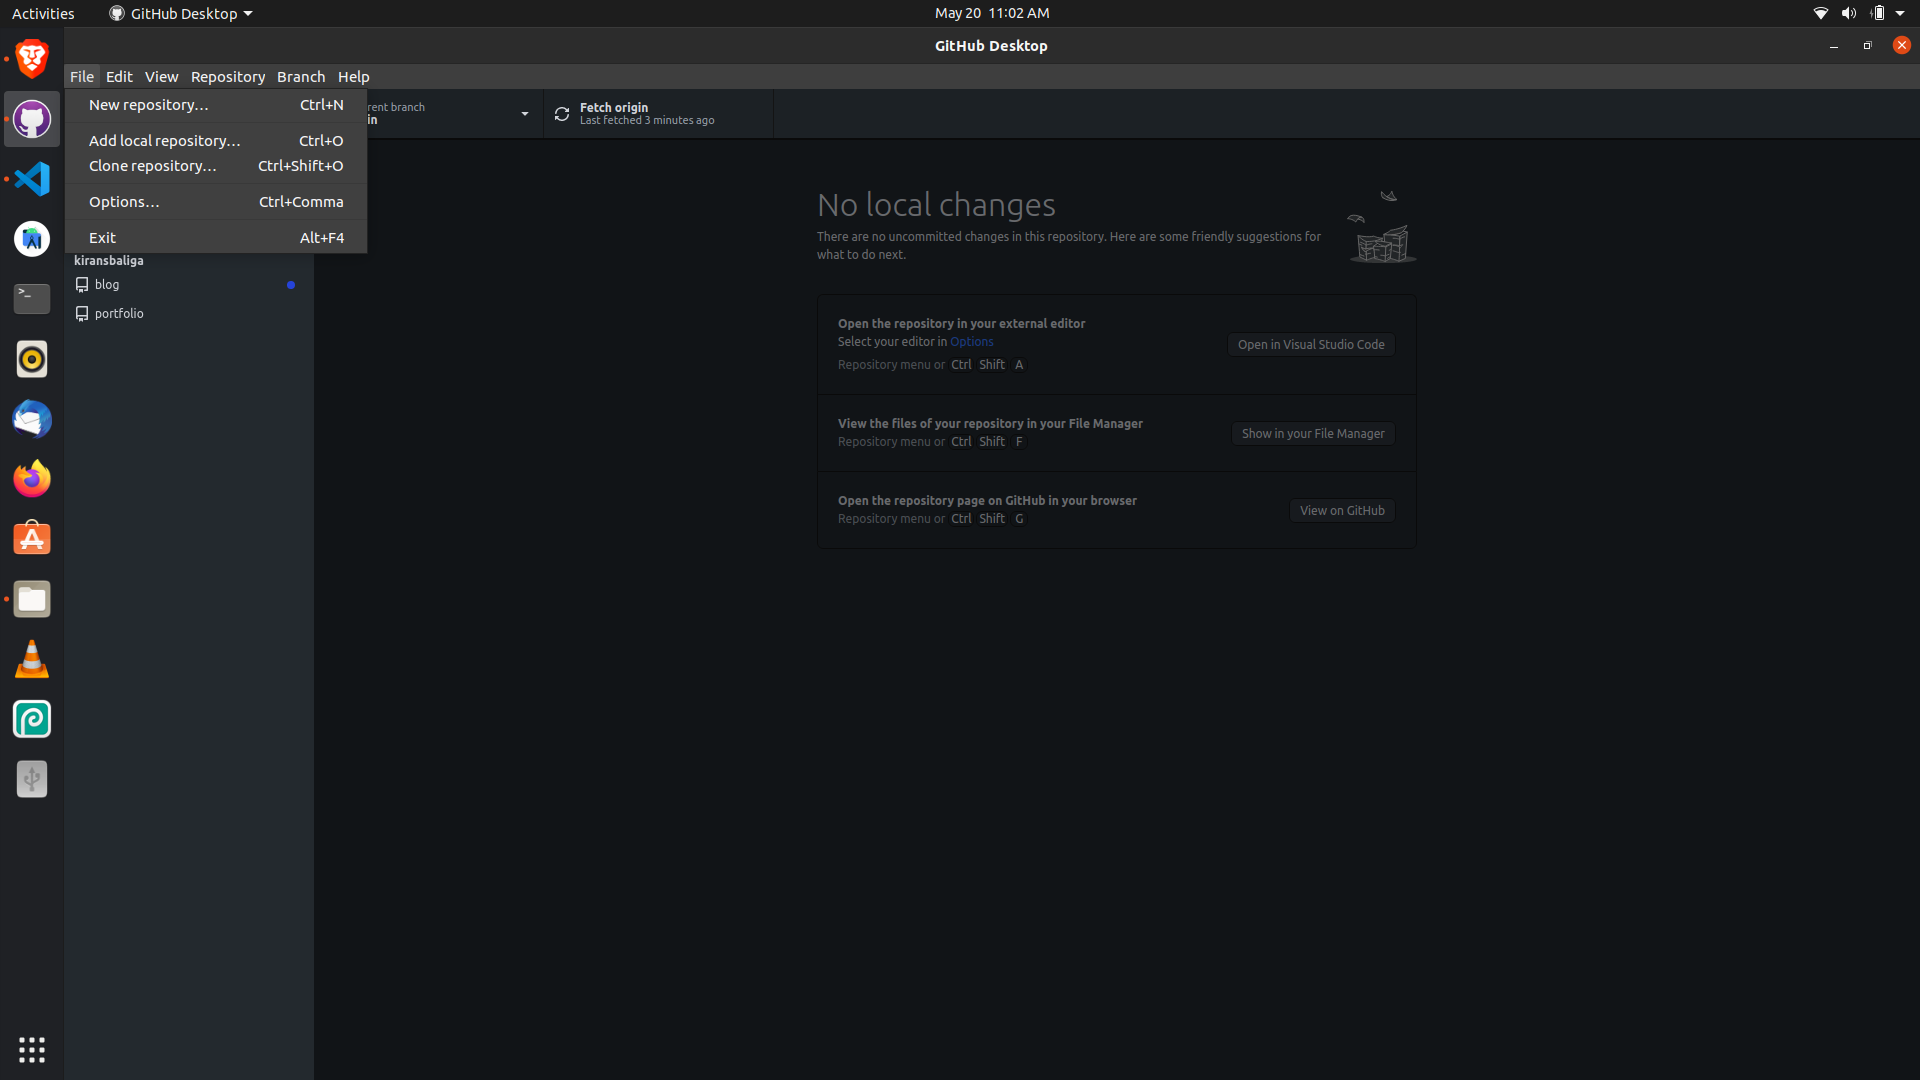 Activities GitHub Desktop May 20 11:02 AM
GitHub Desktop
File Edit View Repository Branch Help
New repository... Ctrl+N
Add local repository... Ctrl+O
Clone repository... Ctrl+Shift+O
Options... Ctrl+Comma
Exit Alt+F4
rent branch
in
Fetch origin
Last fetched 3 minutes ago
kiransbaliga
blog
portfolio
No local changes
There are no uncommitted changes in this repository. Here are some friendly suggestions for
what to do next.
Open the repository in your external editor
Select your editor in Options
Repository menu or Ctrl Shift A
Open in Visual Studio Code
View the files of your repository in your File Manager
Repository menu or Ctrl Shift F
Show in your File Manager
Open the repository page on GitHub in your browser
Repository menu or Ctrl Shift G
View on GitHub